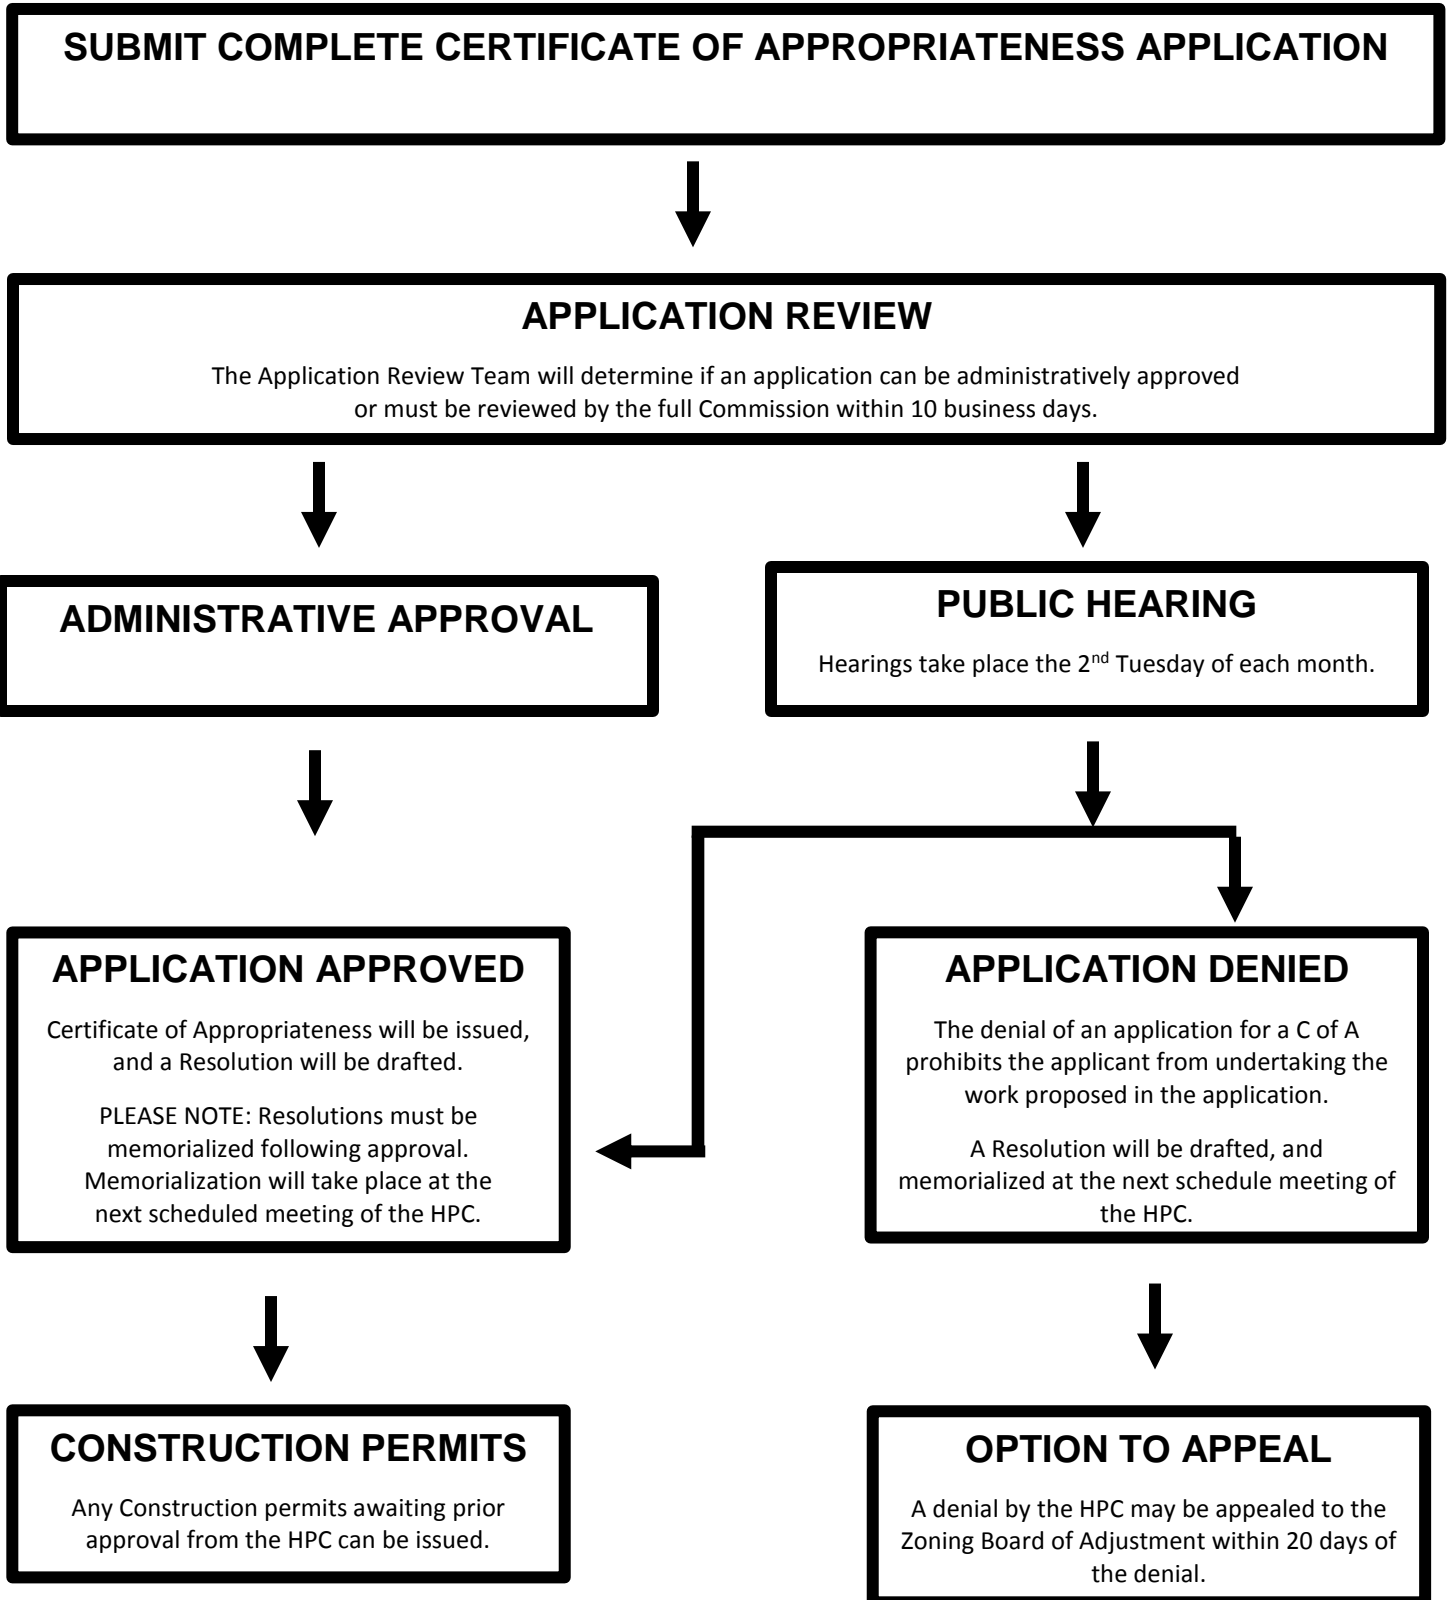 SUBMIT COMPLETE CERTIFICATE OF APPROPRIATENESS APPLICATION
APPLICATION REVIEW
The Application Review Team will determine if an application can be administratively approved
or must be reviewed by the full Commission within 10 business days.
ADMINISTRATIVE APPROVAL
PUBLIC HEARING
Hearings take place the 2nd Tuesday of each month.
APPLICATION APPROVED
Certificate of Appropriateness will be issued,
and a Resolution will be drafted.
PLEASE NOTE: Resolutions must be
memorialized following approval.
Memorialization will take place at the
next scheduled meeting of the HPC.
APPLICATION DENIED
The denial of an application for a C of A
prohibits the applicant from undertaking the
work proposed in the application.
A Resolution will be drafted, and
memorialized at the next schedule meeting of
the HPC.
CONSTRUCTION PERMITS
Any Construction permits awaiting prior
approval from the HPC can be issued.
OPTION TO APPEAL
A denial by the HPC may be appealed to the
Zoning Board of Adjustment within 20 days of
the denial.